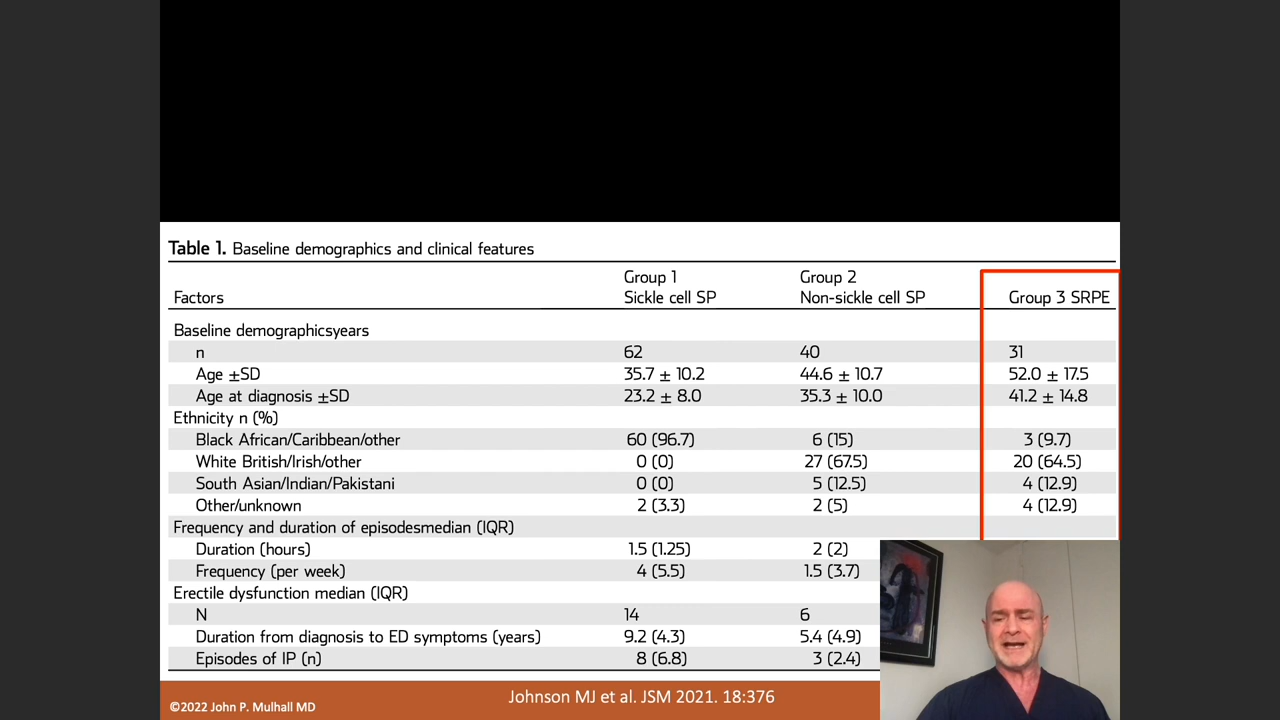 Table 1. Baseline demographics and clinical features
Group 1 Group 2
Factors Sickle cell SP Non-sickle cell SP Group 3 SRPE
Baseline demographicsyears
n 62 40 31
Age ±SD 35.7 ± 10.2 44.6 ± 10.7 52.0 ± 17.5
Age at diagnosis ±SD 23.2 ± 8.0 35.3 ± 10.0 41.2 ± 14.8
Ethnicity n (%)
Black African/Caribbean/other 60 (96.7) 6 (15) 3 (9.7)
White British/Irish/other 0 (0) 27 (67.5) 20 (64.5)
South Asian/Indian/Pakistani 0 (0) 5 (12.5) 4 (12.9)
Other/unknown 2 (3.3) 2 (5) 4 (12.9)
Frequency and duration of episodesmedian (IQR)
Duration (hours) 1.5 (1.25) 2 (2)
Frequency (per week) 4 (5.5) 1.5 (3.7)
Erectile dysfunction median (IQR)
N 14 6
Duration from diagnosis to ED symptoms (years) 9.2 (4.3) 5.4 (4.9)
Episodes of IP (n) 8 (6.8) 3 (2.4)
Johnson MJ et al. JSM 2021. 18:376
©2022 John P. Mulhall MD